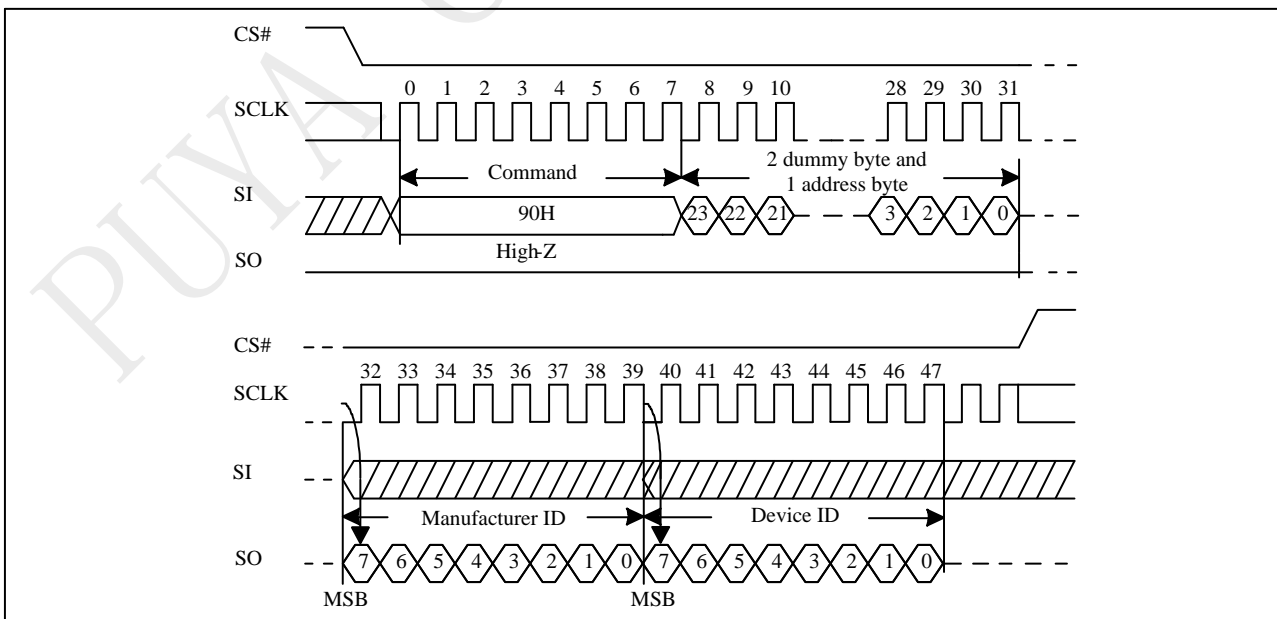 PUYA
CS#
0 1 2 3 4 5 6 7 8 9 10 28 29 30 31
SCLK
Command
2 dummy byte and
1 address byte
SI
90H 23 22 21 3 2 1 0
High-Z
SO
CS#
32 33 34 35 36 37 38 39 40 41 42 43 44 45 46 47
SCLK
SI
Manufacturer ID Device ID
SO 7 6 5 4 3 2 1 0 7 6 5 4 3 2 1 0
MSB MSB